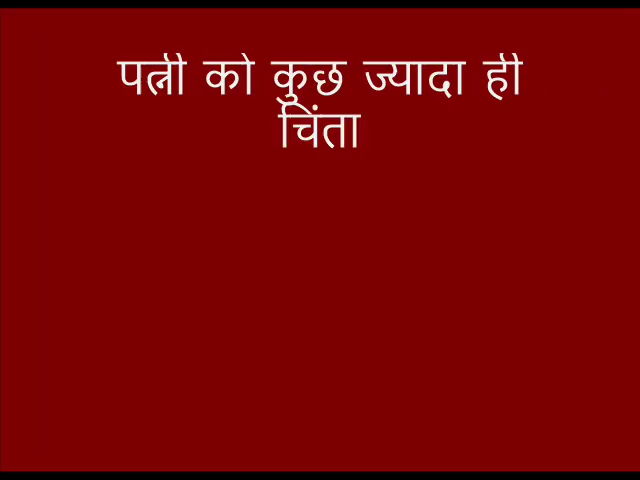 पत्नी को कुछ ज्यादा ही
चिंता